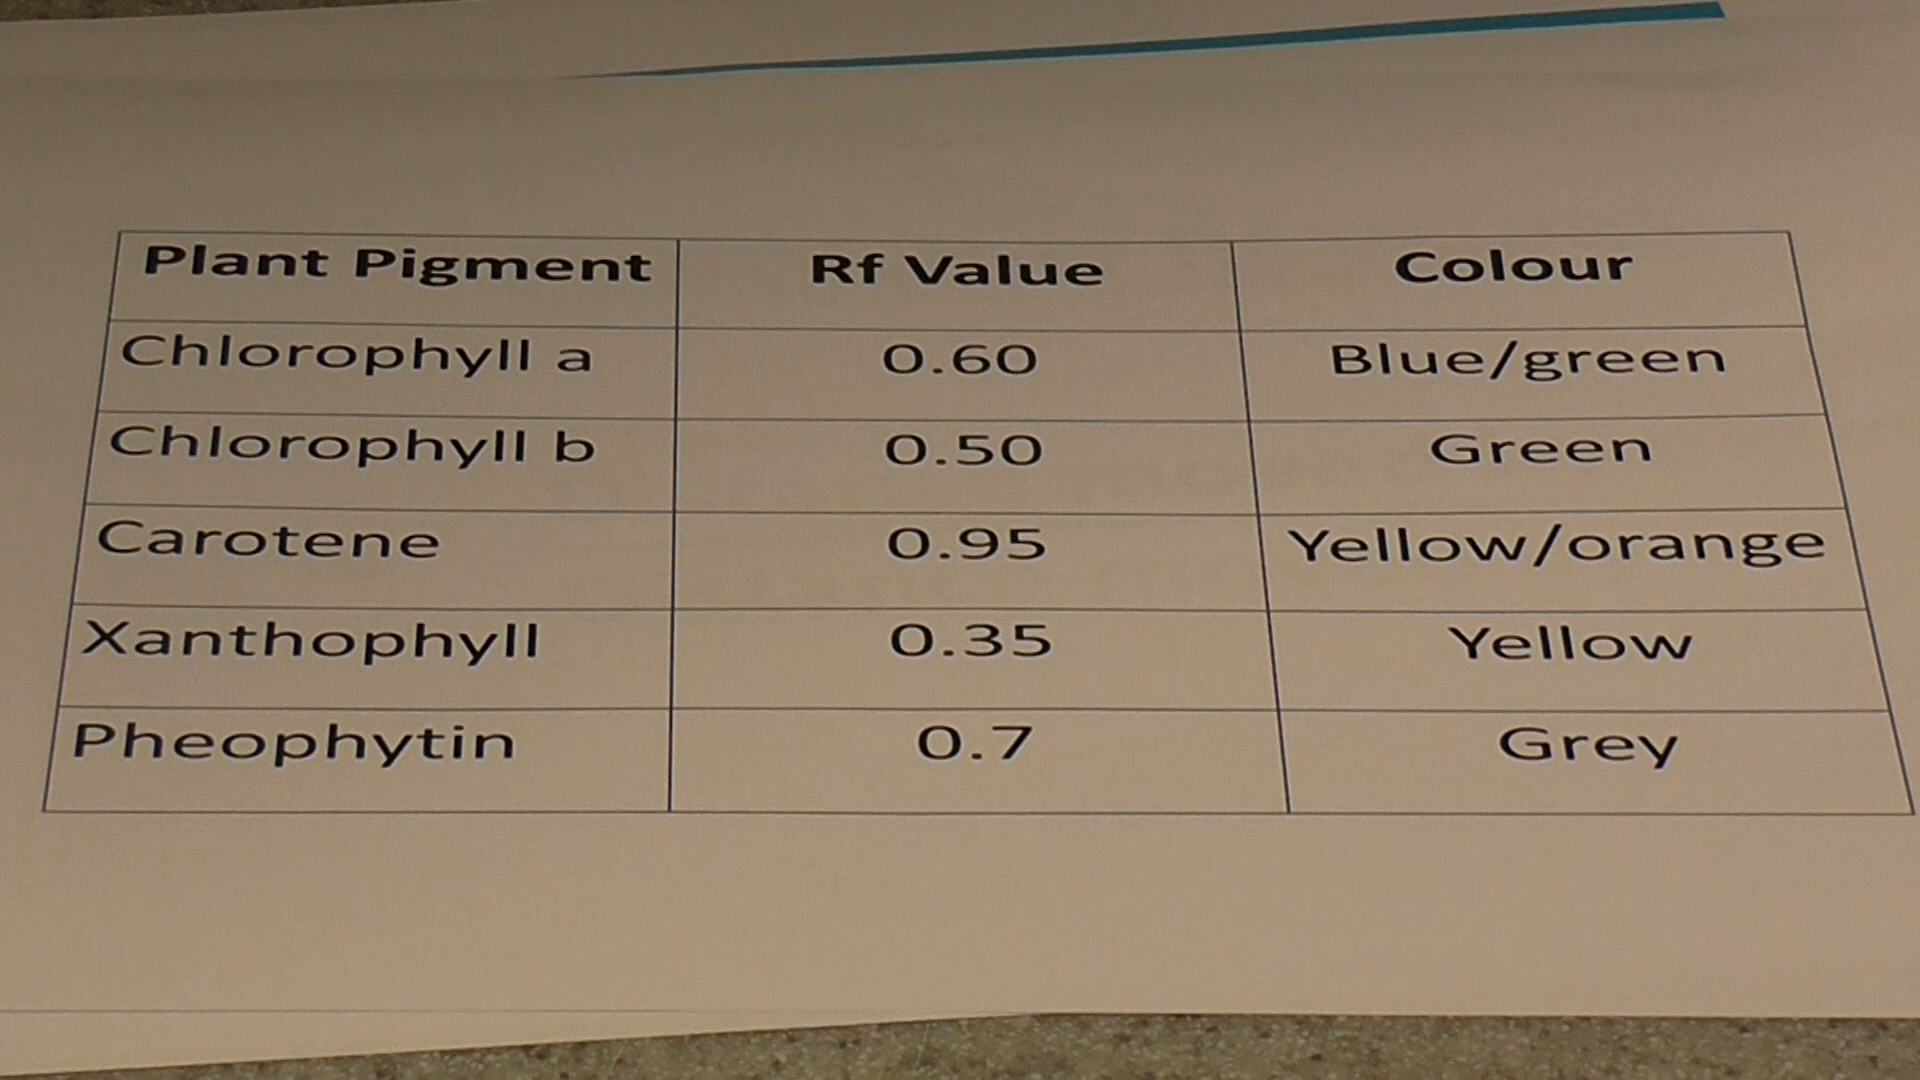 Plant Pigment Rf Value Colour
Chlorophyll a 0.60 Blue/green
Chlorophyll b 0.50 Green
Carotene 0.95 Yellow/orange
Xanthophyll 0.35 Yellow
Pheophytin 0.7 Grey